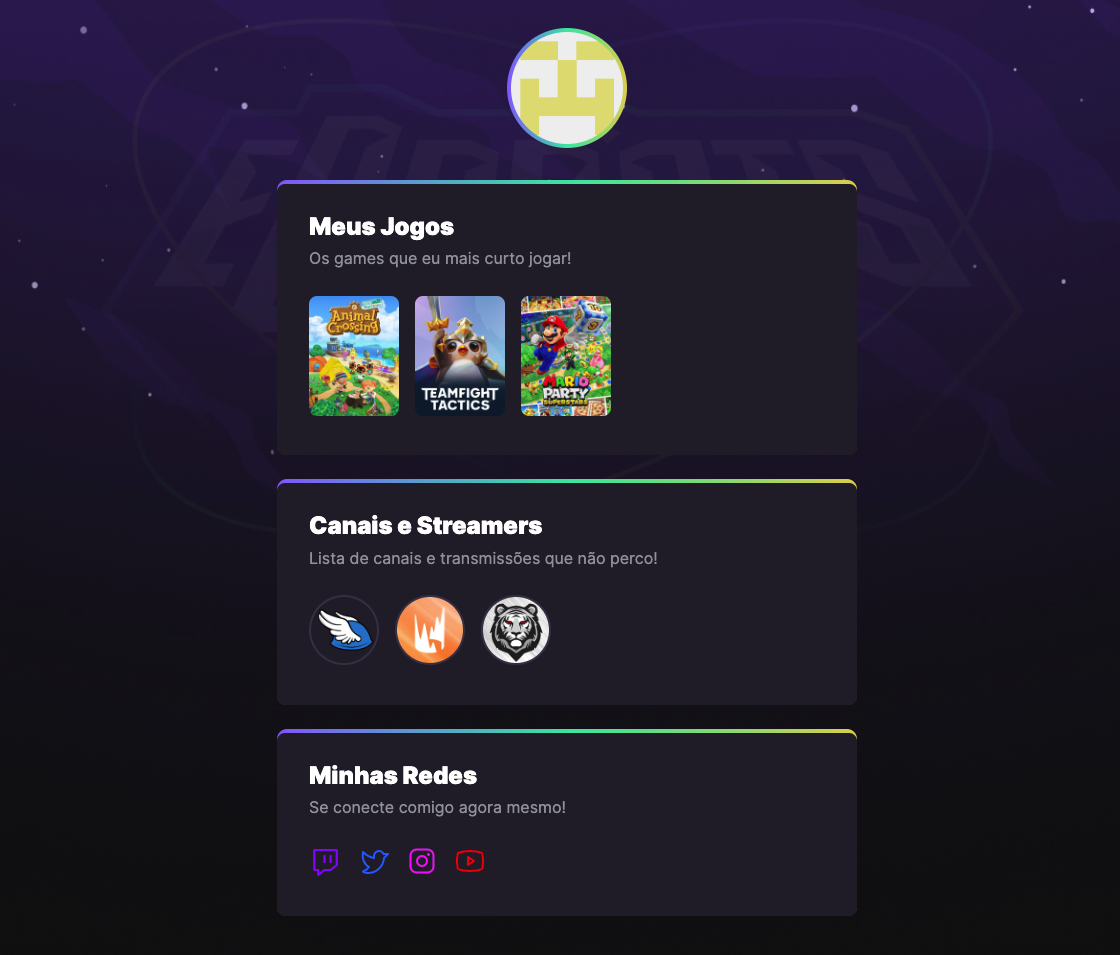 Meus Jogos
Os games que eu mais curto jogar!
Animal
Crossing
TEAMFIGHT
TACTICS
MARIO
PARTY
SUPERSTARS
Canais e Streamers
Lista de canais e transmissões que não perco!
Minhas Redes
Se conecte comigo agora mesmo!